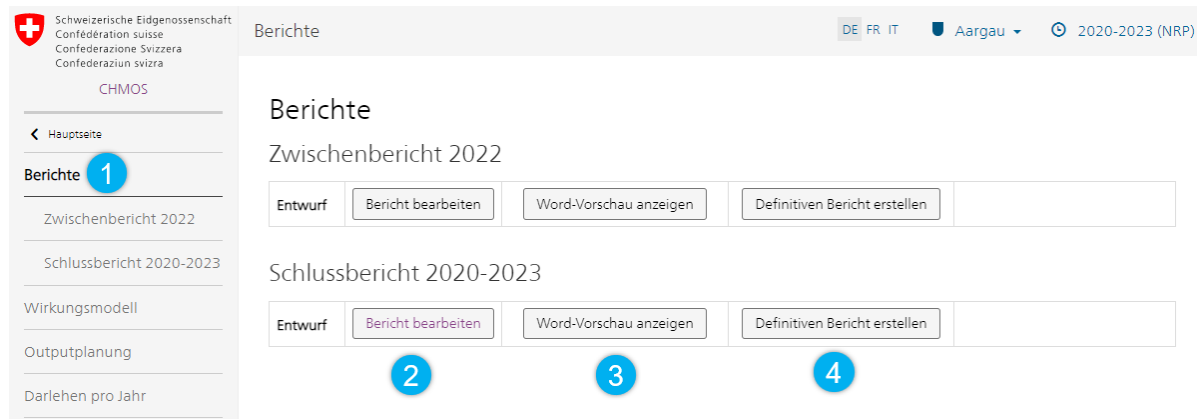 Schweizerische Eidgenossenschaft
Confédération suisse
Confederazione Svizzera
Confederaziun svizra
CHMOS
Hauptseite
Berichte 1
Zwischenbericht 2022
Schlussbericht 2020-2023
Wirkungsmodell
Outputplanung
Darlehen pro Jahr
Berichte DE FR IT Aargau 2020-2023 (NRP)
Berichte
Zwischenbericht 2022
Entwurf Bericht bearbeiten Word-Vorschau anzeigen Definitiven Bericht erstellen
Schlussbericht 2020-2023
Entwurf Bericht bearbeiten Word-Vorschau anzeigen Definitiven Bericht erstellen
2 3 4